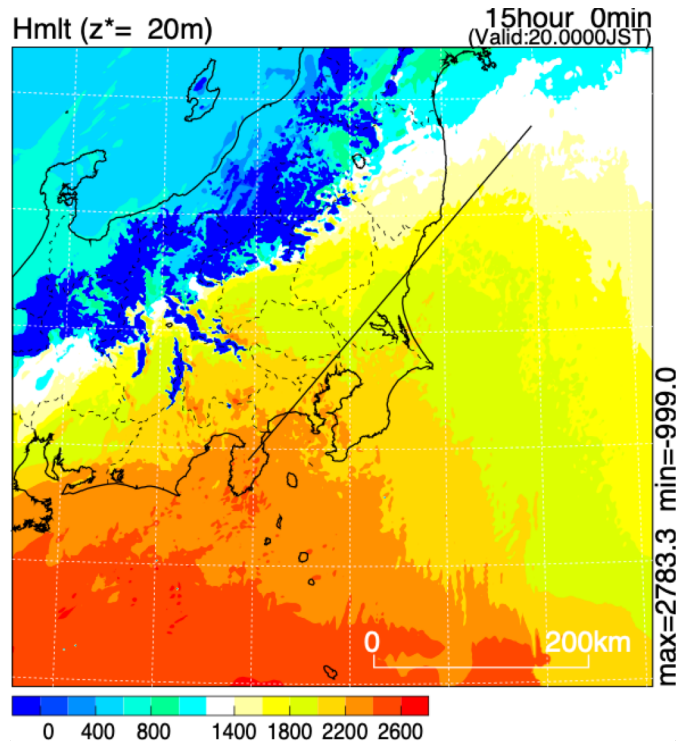 Hmlt (z*= 20m)
15hour 0min
(Valid:20.0000JST)
max=2783.3 min=-999.0
0 200km
0 400 800 1400 1800 2200 2600